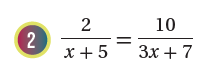 2 2/(x + 5) = 10/(3x + 7)